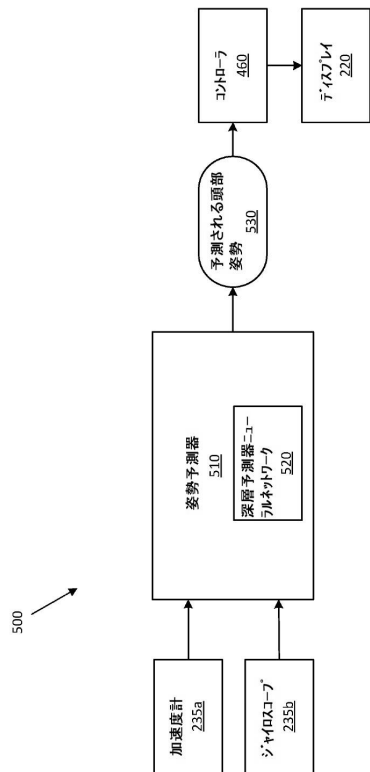 500
加速度計
235a
ジャイロスコープ
235b
姿勢予測器
510
深層予測器ニュー
ラルネットワーク
520
予測される頭部
姿勢
530
コントローラ
460
ディスプレイ
220